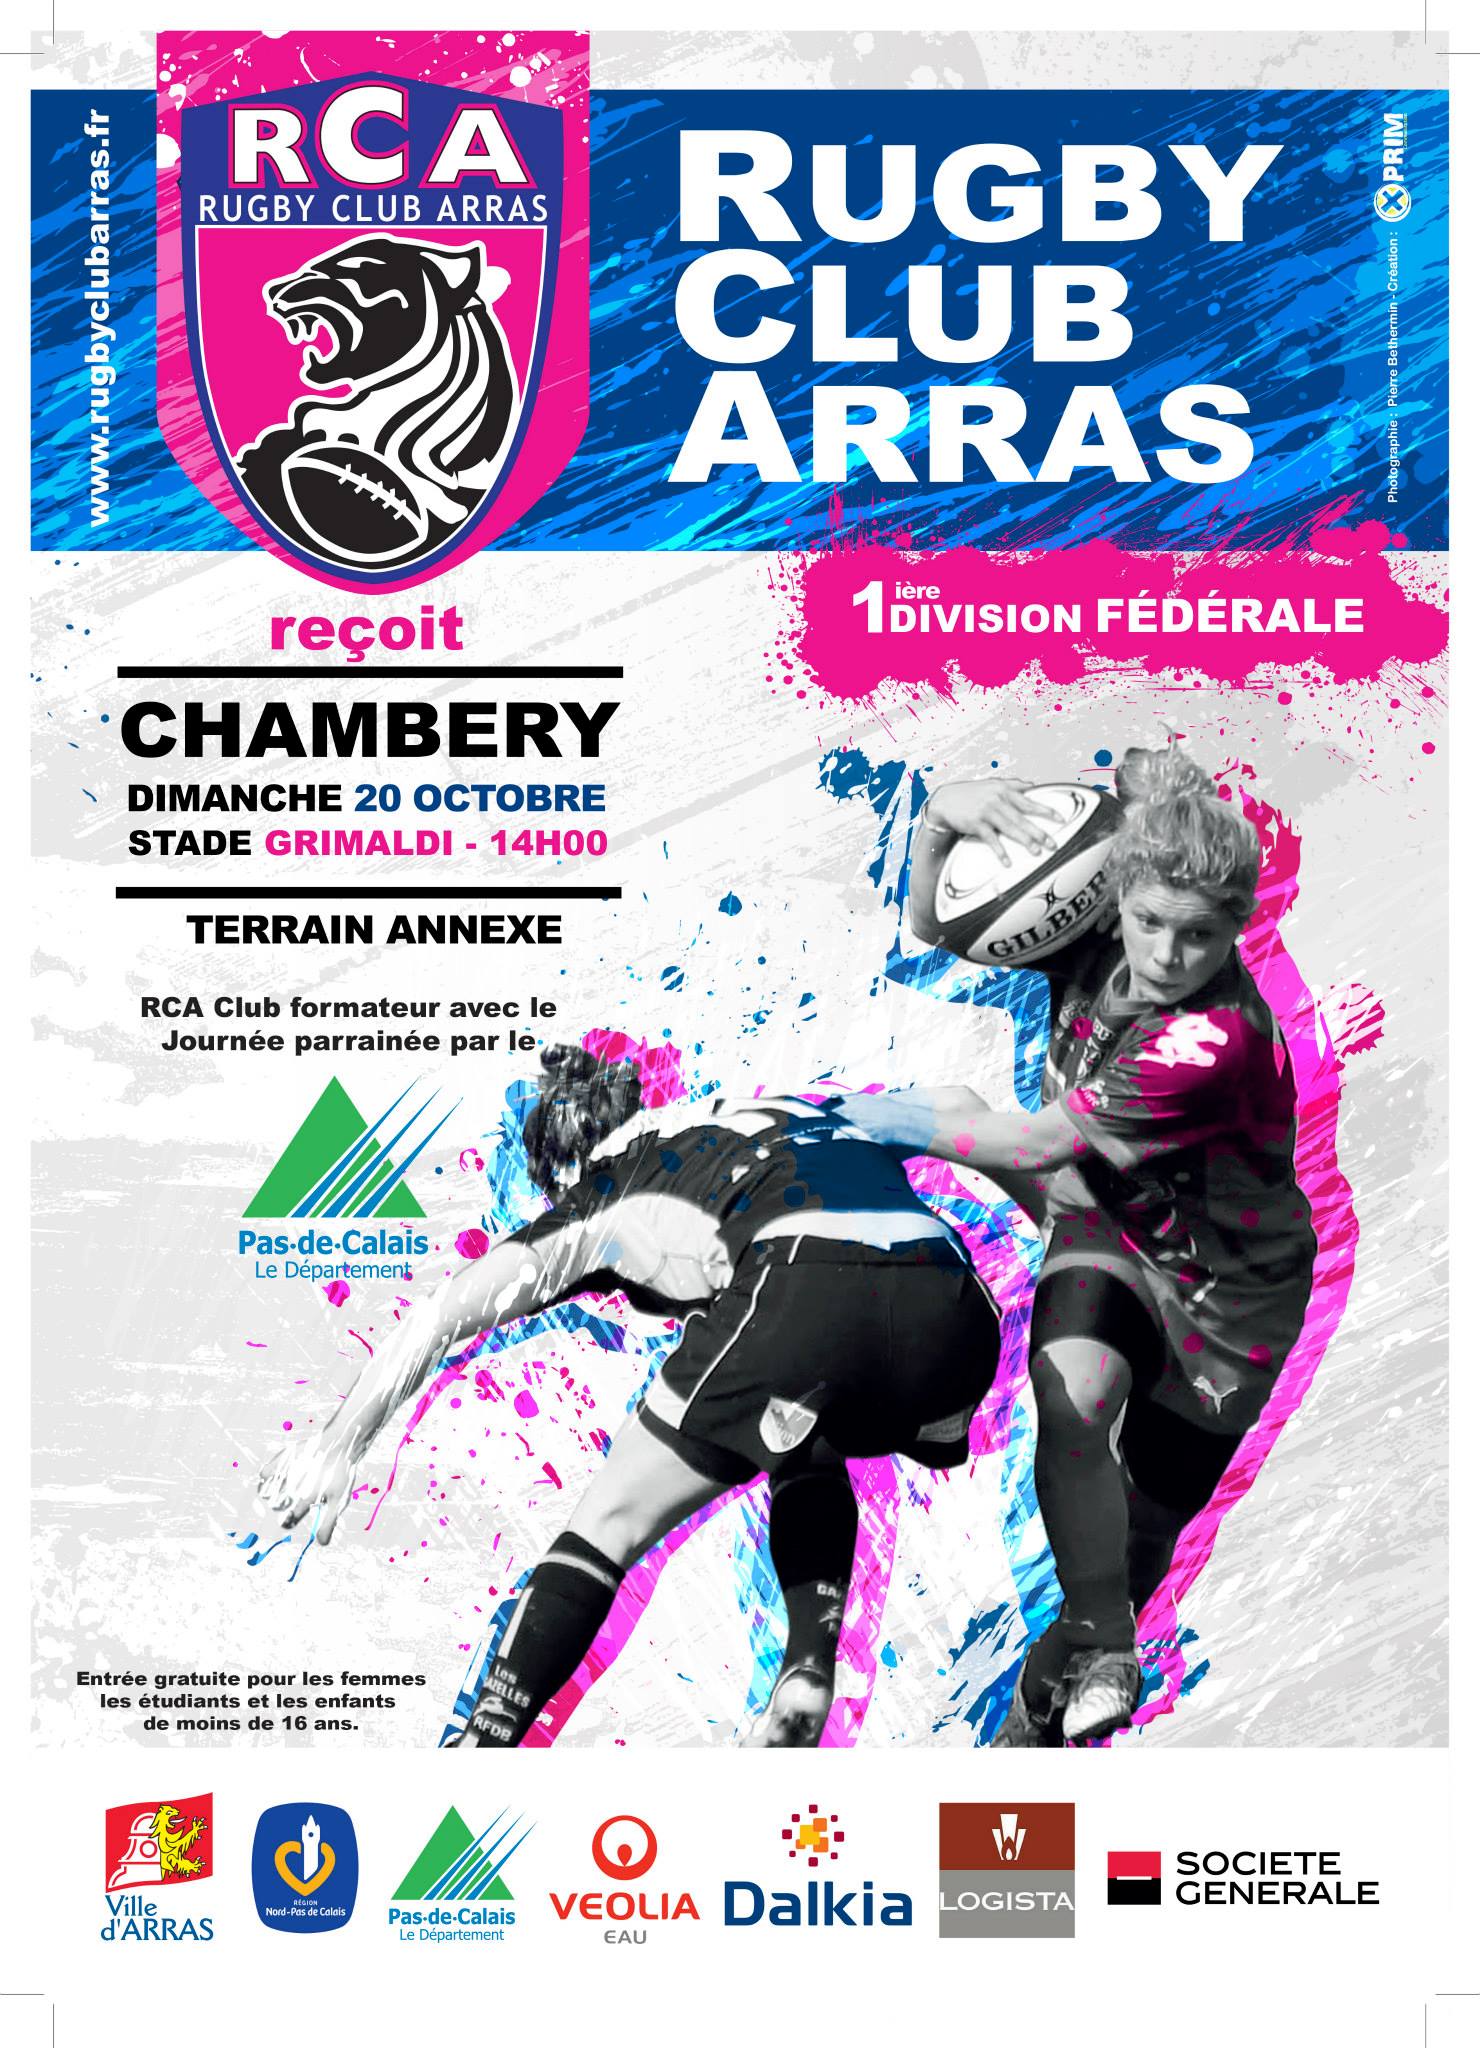 www.rugbyclubarras.fr
RCA
RUGBY CLUB ARRAS
RUGBY
CLUB
ARRAS
Photographie : Pierre Bethermin - Création :
PRIM
1ière DIVISION FÉDÉRALE
reçoit
CHAMBERY
DIMANCHE 20 OCTOBRE
STADE GRIMALDI - 14H00
TERRAIN ANNEXE
RCA Club formateur avec le
Journée parrainée par le
Pas-de-Calais
Le Département
GILBER
RFDB
Entrée gratuite pour les femmes
les étudiants et les enfants
de moins de 16 ans.
Ville
d'ARRAS
RÉGION
Nord-Pas de Calais
Pas-de-Calais
Le Département
VEOLIA
EAU
Dalkia
LOGISTA
SOCIETE
GENERALE